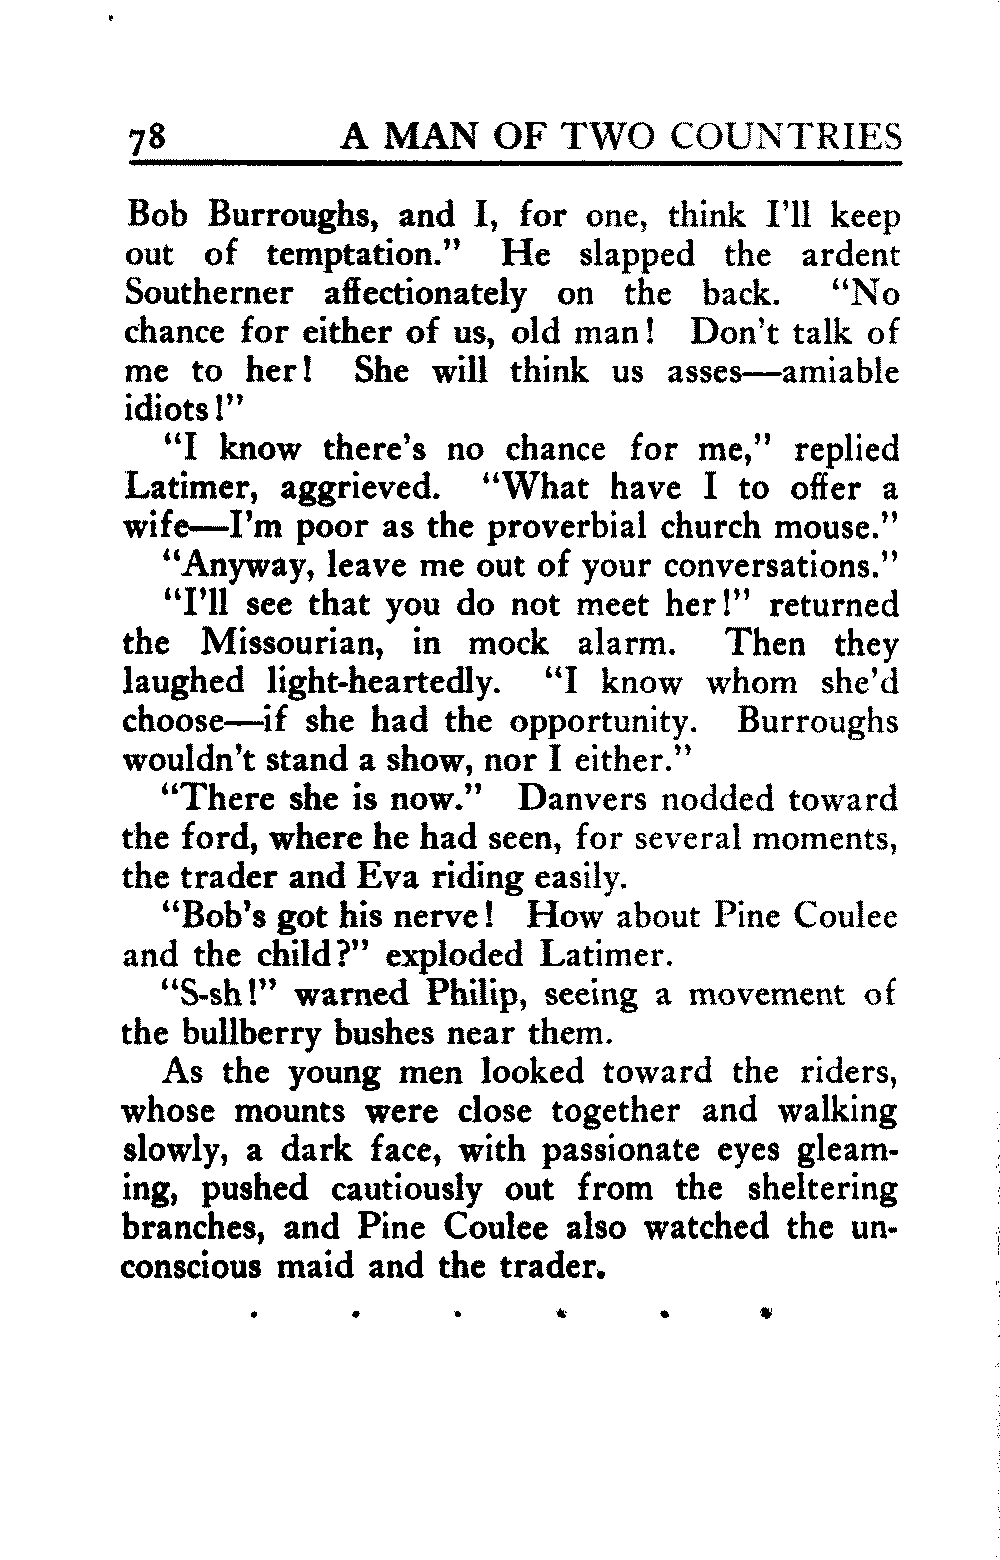 78 A MAN OF TWO COUNTRIES
Bob Burroughs, and I, for one, think I'll keep
out of temptation." He slapped the ardent
Southerner affectionately on the back. "No
chance for either of us, old man! Don't talk of
me to her! She will think us asses—amiable
idiots!"
"I know there's no chance for me," replied
Latimer, aggrieved. "What have I to offer a
wife—I'm poor as the proverbial church mouse."
"Anyway, leave me out of your conversations."
"I'll see that you do not meet her!" returned
the Missourian, in mock alarm. Then they
laughed light-heartedly. "I know whom she'd
choose—if she had the opportunity. Burroughs
wouldn't stand a show, nor I either."
"There she is now." Danvers nodded toward
the ford, where he had seen, for several moments,
the trader and Eva riding easily.
"Bob's got his nerve! How about Pine Coulee
and the child?" exploded Latimer.
"S-sh!" warned Philip, seeing a movement of
the bullberry bushes near them.
As the young men looked toward the riders,
whose mounts were close together and walking
slowly, a dark face, with passionate eyes gleam-
ing, pushed cautiously out from the sheltering
branches, and Pine Coulee also watched the un-
conscious maid and the trader.
. . . . . .